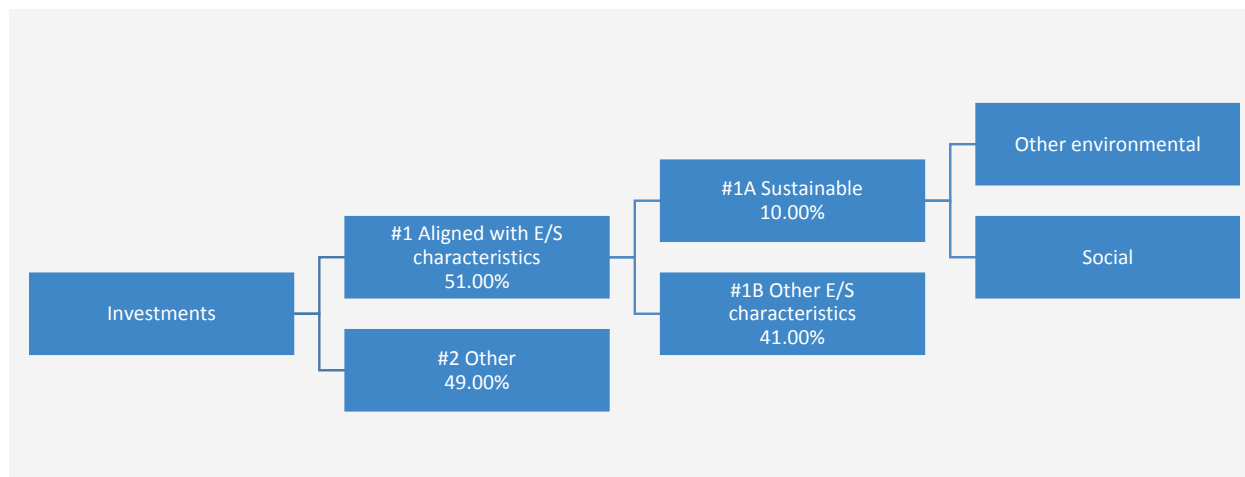 Investments
#1 Aligned with E/S
characteristics
51.00%
#2 Other
49.00%
#1A Sustainable
10.00%
#1B Other E/S
characteristics
41.00%
Other environmental
Social